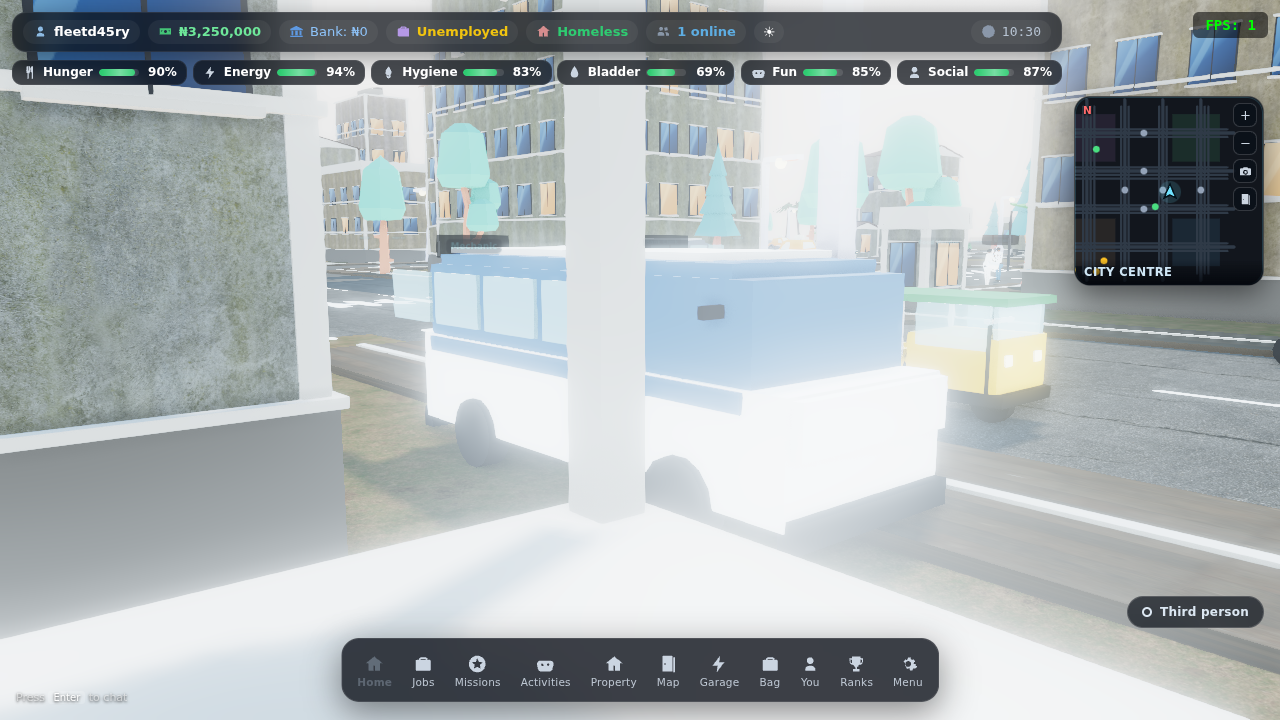 fleetd45ry
₦3,250,000
Bank: ₦0
Unemployed
Homeless
1 online
10:30
FPS: 1
Hunger 90%
Energy 94%
Hygiene 83%
Bladder 69%
Fun 85%
Social 87%
N
+
−
CITY CENTRE
Mechanic
Third person
Home
Jobs
Missions
Activities
Property
Map
Garage
Bag
You
Ranks
Menu
Press Enter to chat